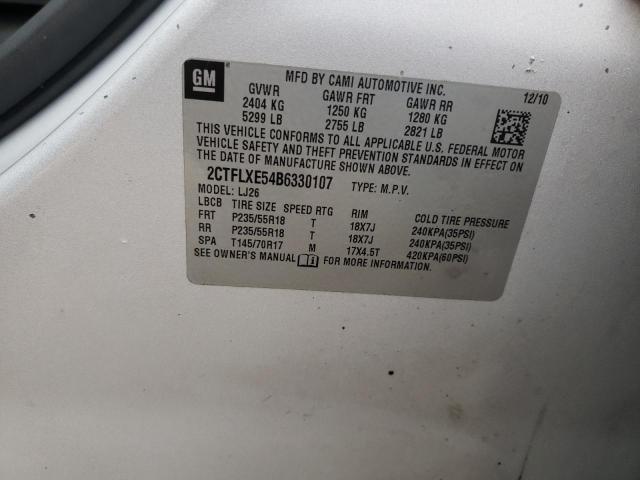 GM
MFD BY CAMI AUTOMOTIVE INC.
12/10
GVWR GAWR FRT GAWR RR
2404 KG 1250 KG 1280 KG
5299 LB 2755 LB 2821 LB
THIS VEHICLE CONFORMS TO ALL APPLICABLE U.S. FEDERAL MOTOR
VEHICLE SAFETY AND THEFT PREVENTION STANDARDS IN EFFECT ON
THE DATE OF MANUFACTURE SHOWN ABOVE.
2CTFLXE54B6330107 TYPE: M.P.V.
MODEL: LJ26
LBCB TIRE SIZE SPEED RTG RIM COLD TIRE PRESSURE
FRT P235/55R18 T 18X7J 240KPA(35PSI)
RR P235/55R18 T 18X7J 240KPA(35PSI)
SPA T145/70R17 M 17X4.5T 420KPA(60PSI)
SEE OWNER'S MANUAL i FOR MORE INFORMATION.